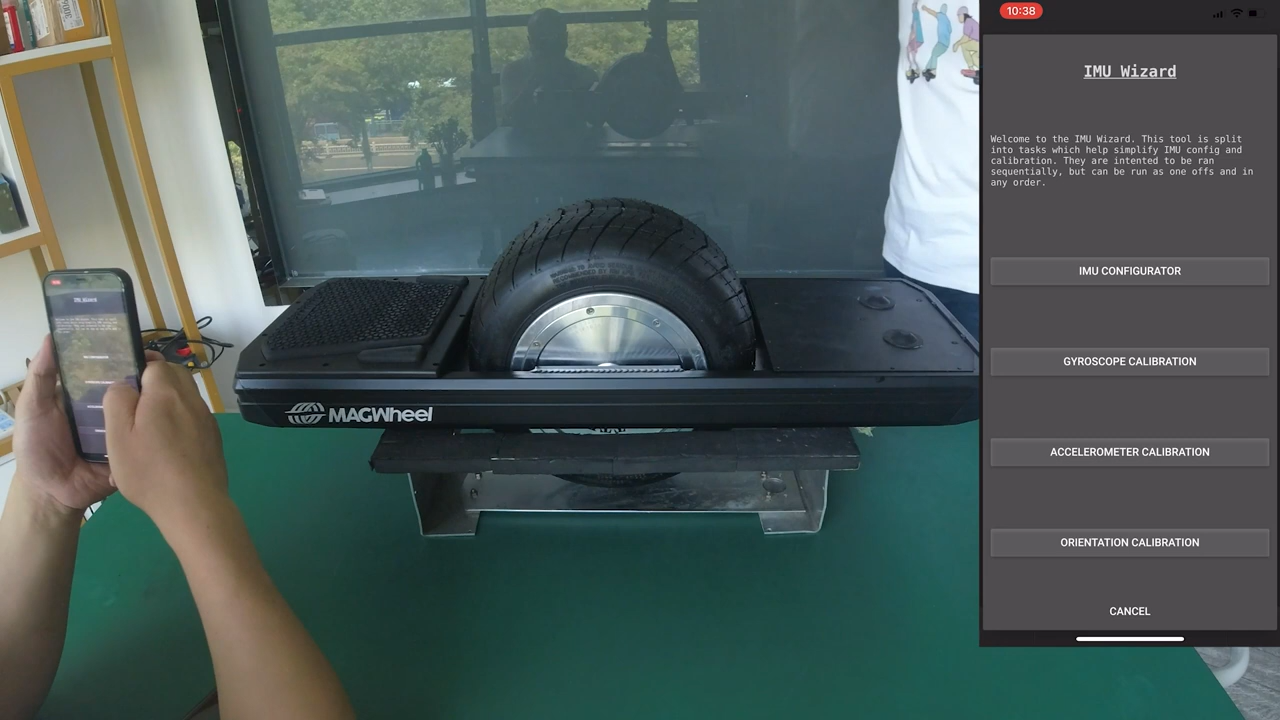 10:38
IMU Wizard
Welcome to the IMU Wizard. This tool is split
into tasks which help simplify IMU config and
calibration. They are intented to be ran
sequentially, but can be run as one offs and in
any order.
IMU CONFIGURATOR
GYROSCOPE CALIBRATION
ACCELEROMETER CALIBRATION
ORIENTATION CALIBRATION
CANCEL
MAGWheel